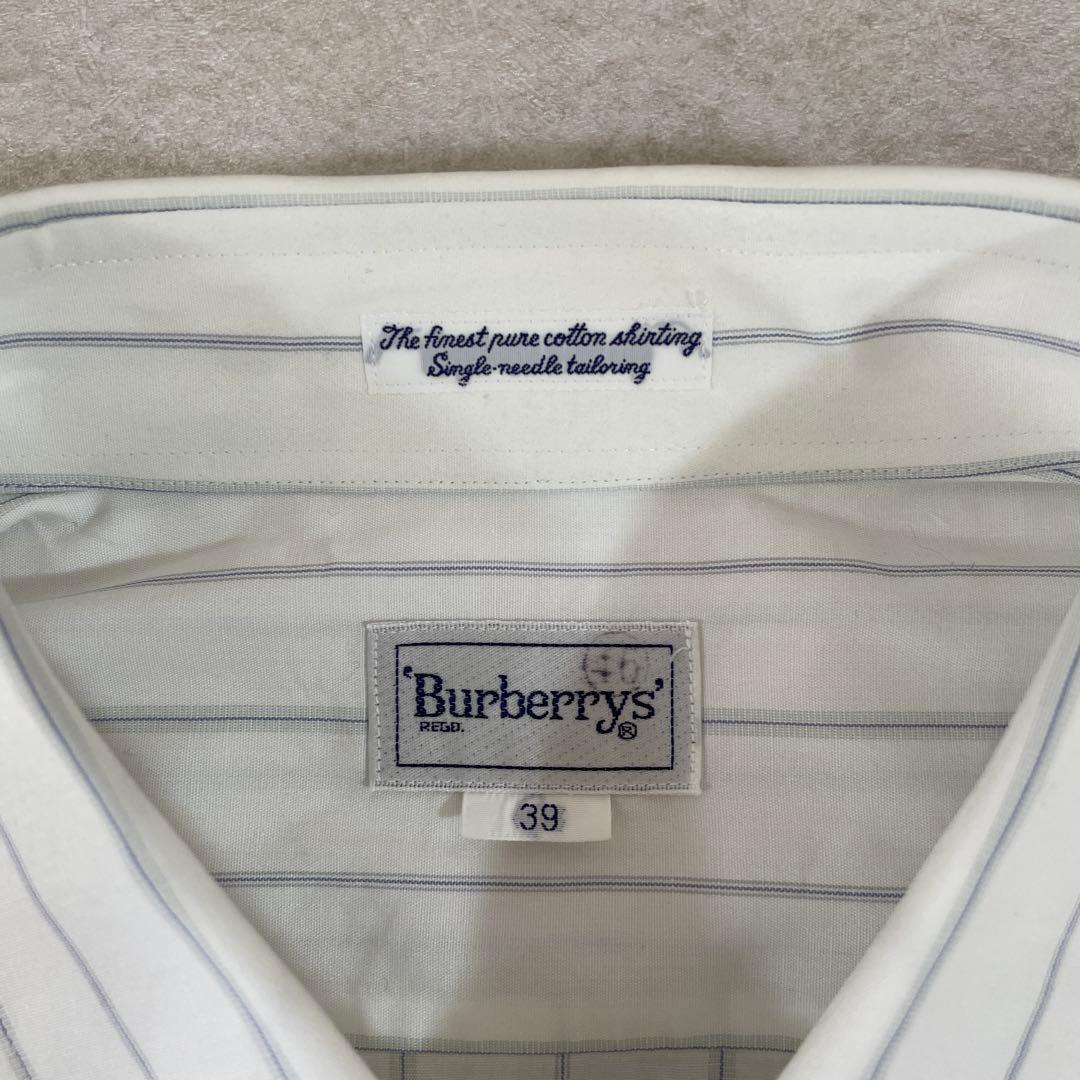 The finest pure cotton shirting
Single-needle tailoring
'Burberrys'
REGD.
®
39